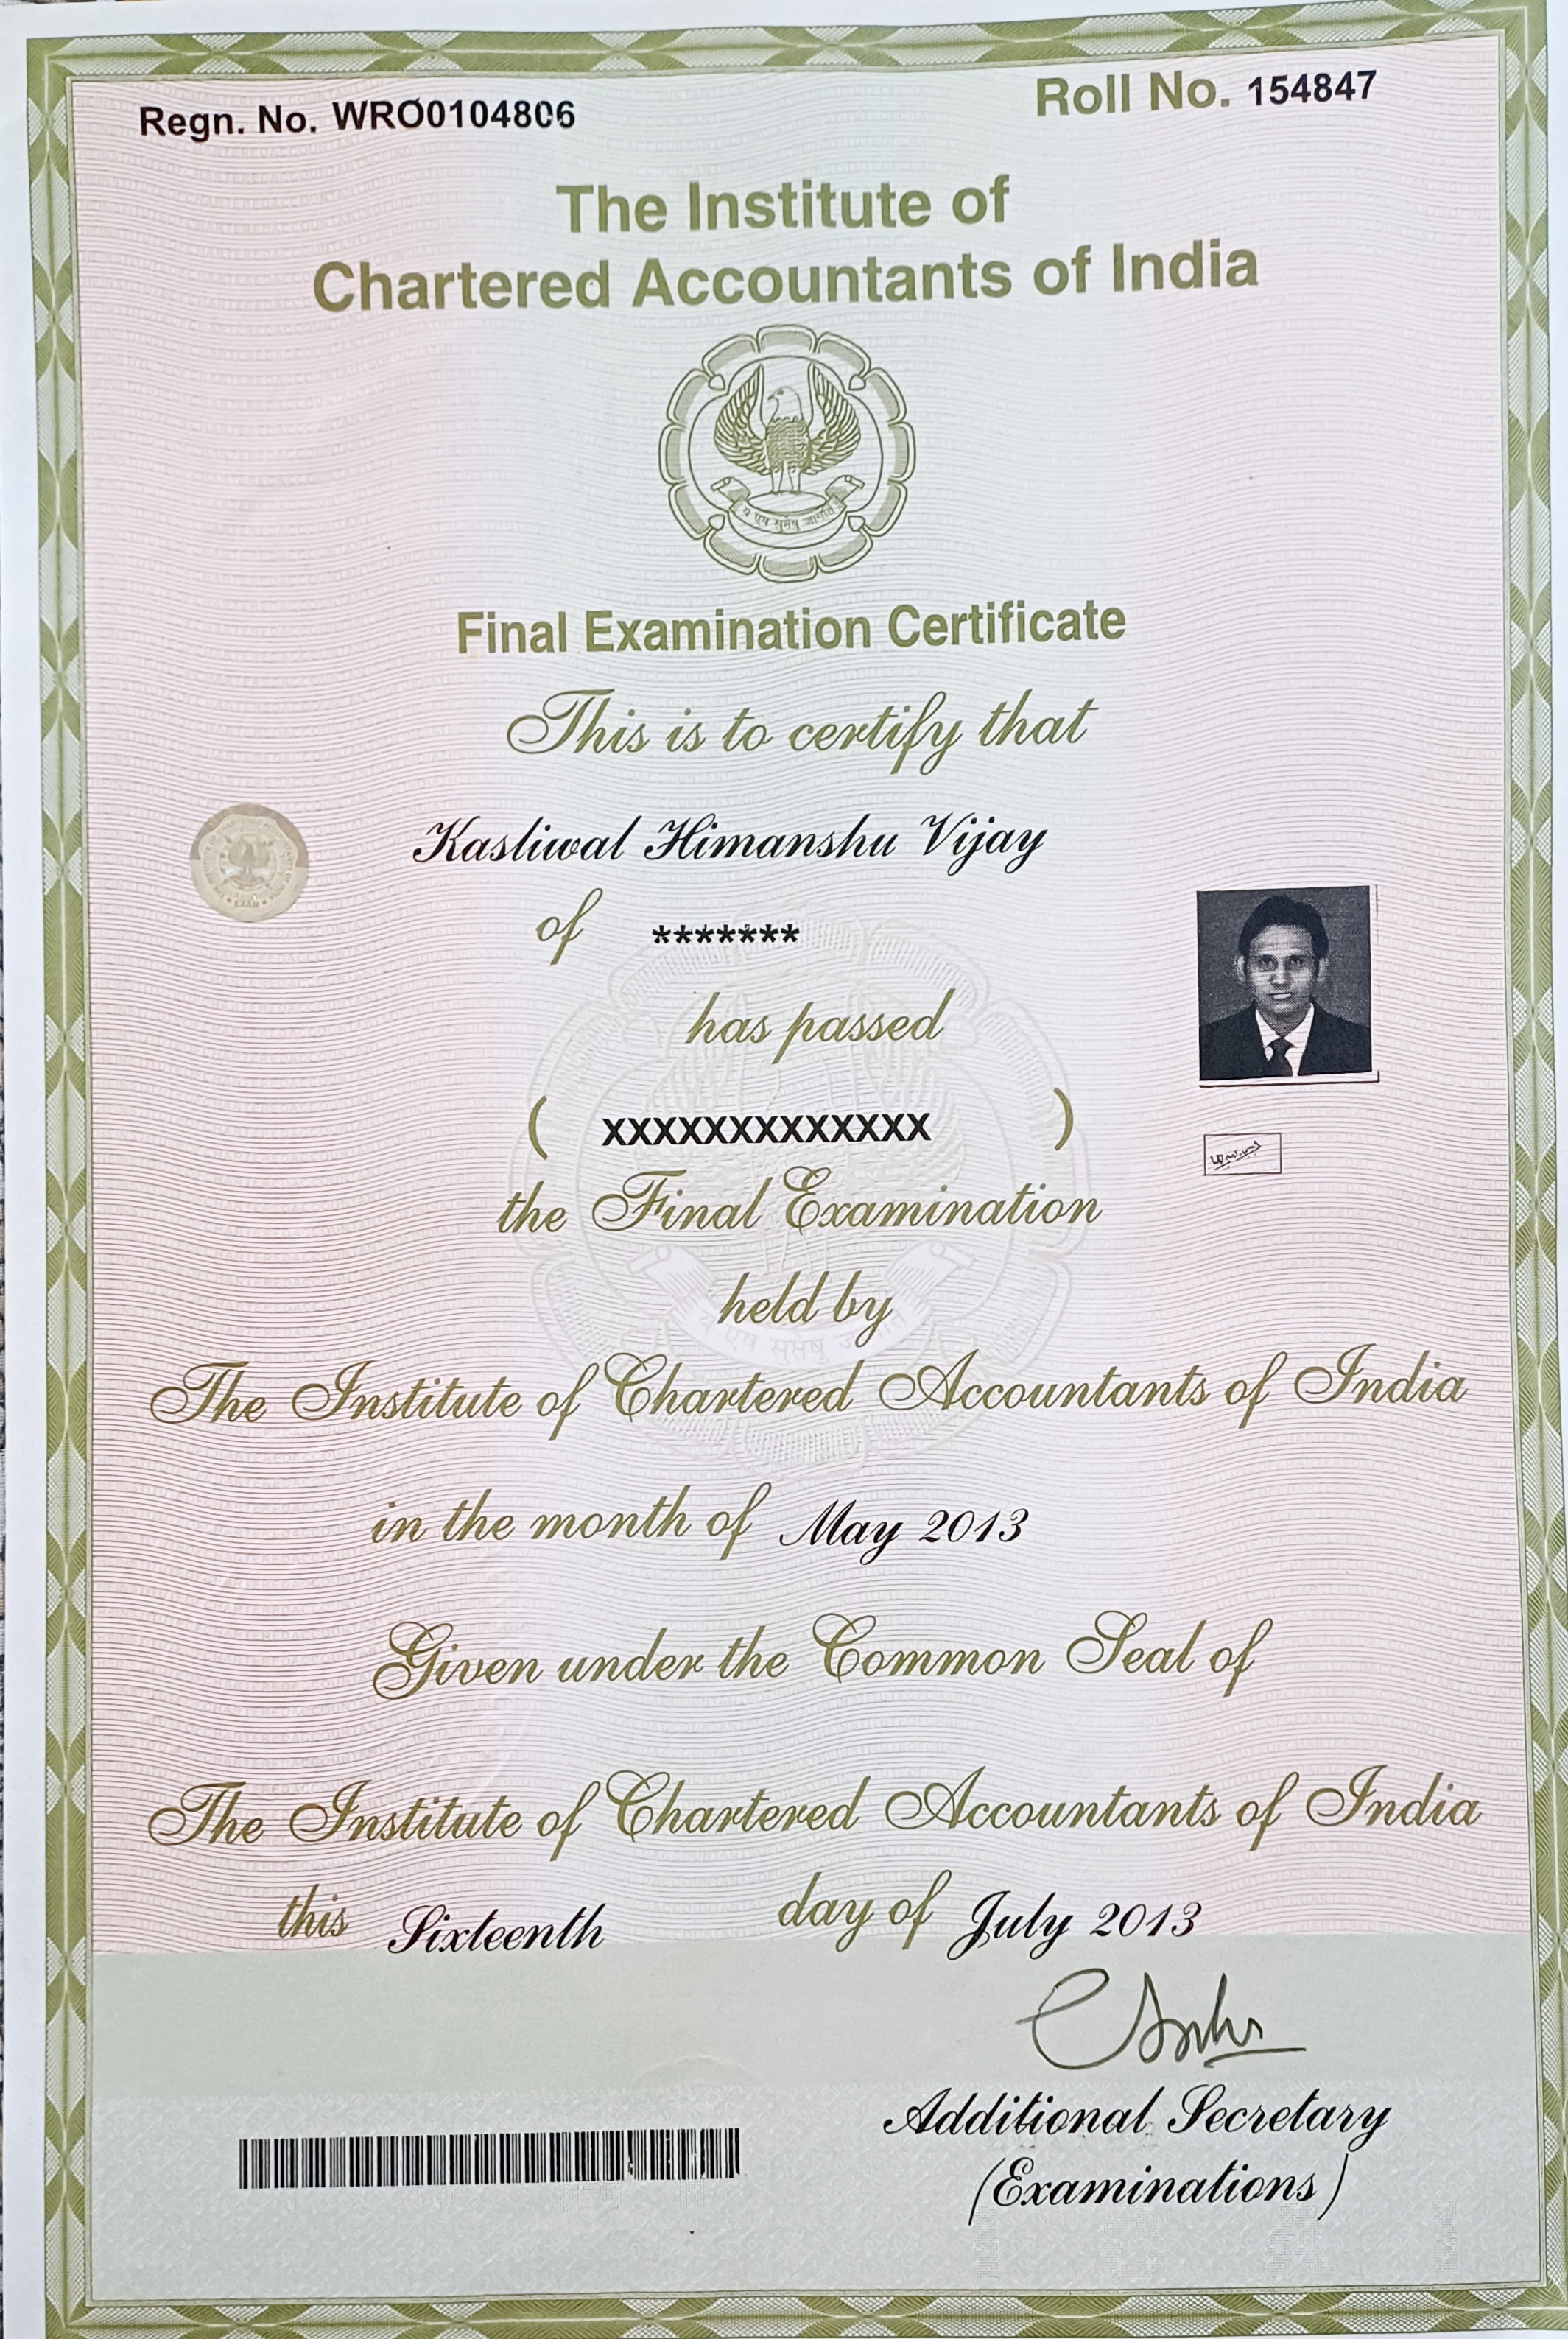 Regn. No. WRO0104806
Roll No. 154847
The Institute of
Chartered Accountants of India
य एष सुप्तेषु जागर्ति
Final Examination Certificate
This is to certify that
Kasliwal Himanshu Vijay
of *******
has passed
( XXXXXXXXXXXXX )
the Final Examination
held by
The Institute of Chartered Accountants of India
in the month of May 2013
Given under the Common Seal of
The Institute of Chartered Accountants of India
this Sixteenth day of July 2013
Additional Secretary
(Examinations)